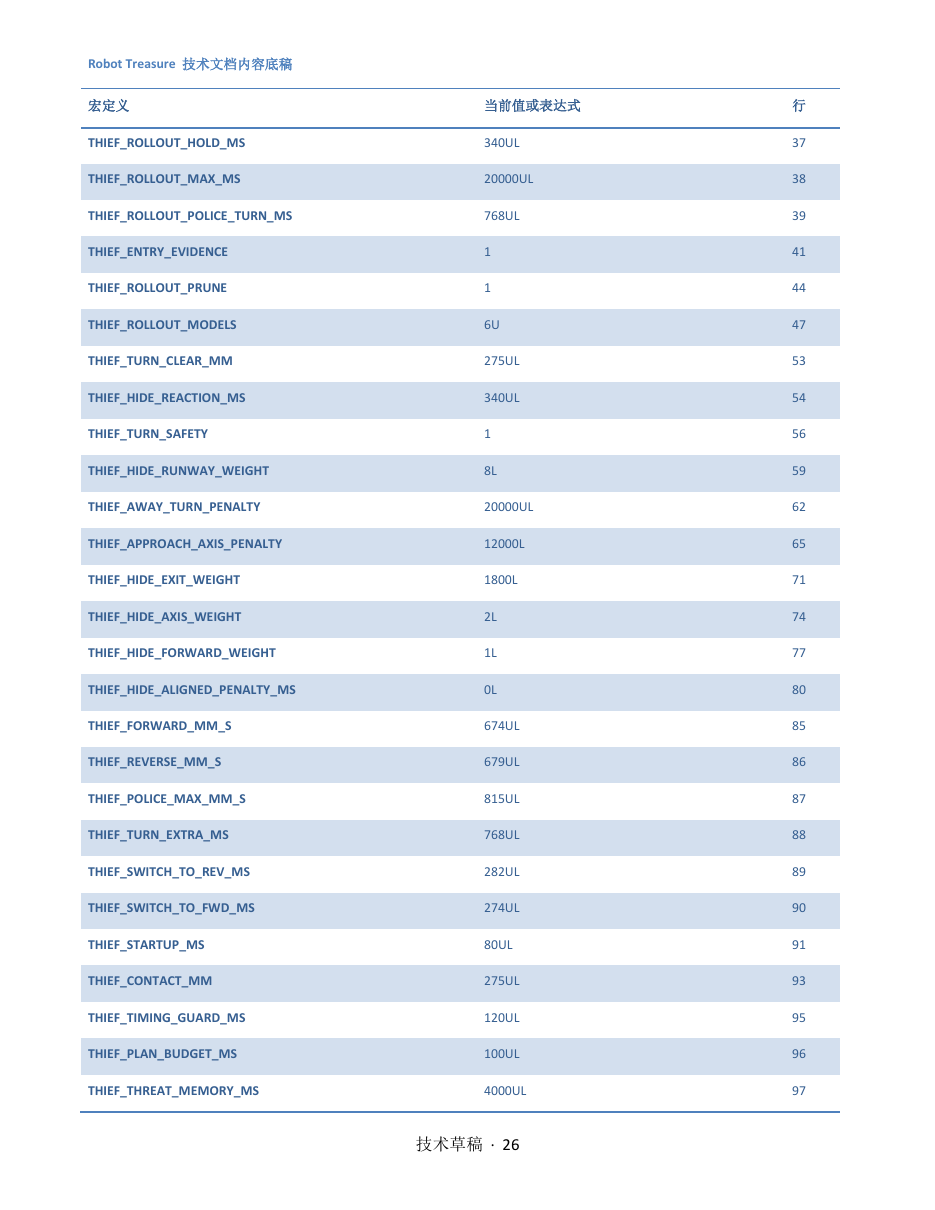 Robot Treasure 技术文档内容底稿
宏定义 当前值或表达式 行
THIEF_ROLLOUT_HOLD_MS 340UL 37
THIEF_ROLLOUT_MAX_MS 20000UL 38
THIEF_ROLLOUT_POLICE_TURN_MS 768UL 39
THIEF_ENTRY_EVIDENCE 1 41
THIEF_ROLLOUT_PRUNE 1 44
THIEF_ROLLOUT_MODELS 6U 47
THIEF_TURN_CLEAR_MM 275UL 53
THIEF_HIDE_REACTION_MS 340UL 54
THIEF_TURN_SAFETY 1 56
THIEF_HIDE_RUNWAY_WEIGHT 8L 59
THIEF_AWAY_TURN_PENALTY 20000UL 62
THIEF_APPROACH_AXIS_PENALTY 12000L 65
THIEF_HIDE_EXIT_WEIGHT 1800L 71
THIEF_HIDE_AXIS_WEIGHT 2L 74
THIEF_HIDE_FORWARD_WEIGHT 1L 77
THIEF_HIDE_ALIGNED_PENALTY_MS 0L 80
THIEF_FORWARD_MM_S 674UL 85
THIEF_REVERSE_MM_S 679UL 86
THIEF_POLICE_MAX_MM_S 815UL 87
THIEF_TURN_EXTRA_MS 768UL 88
THIEF_SWITCH_TO_REV_MS 282UL 89
THIEF_SWITCH_TO_FWD_MS 274UL 90
THIEF_STARTUP_MS 80UL 91
THIEF_CONTACT_MM 275UL 93
THIEF_TIMING_GUARD_MS 120UL 95
THIEF_PLAN_BUDGET_MS 100UL 96
THIEF_THREAT_MEMORY_MS 4000UL 97
技术草稿 · 26